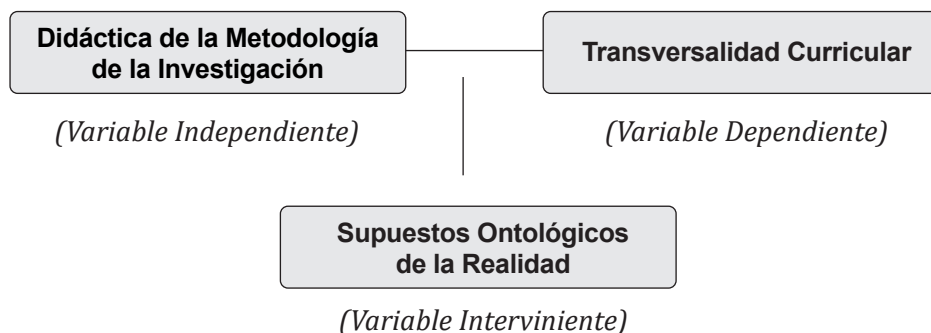 Didáctica de la Metodología
de la Investigación
Transversalidad Curricular
(Variable Independiente)
(Variable Dependiente)
Supuestos Ontológicos
de la Realidad
(Variable Interviniente)